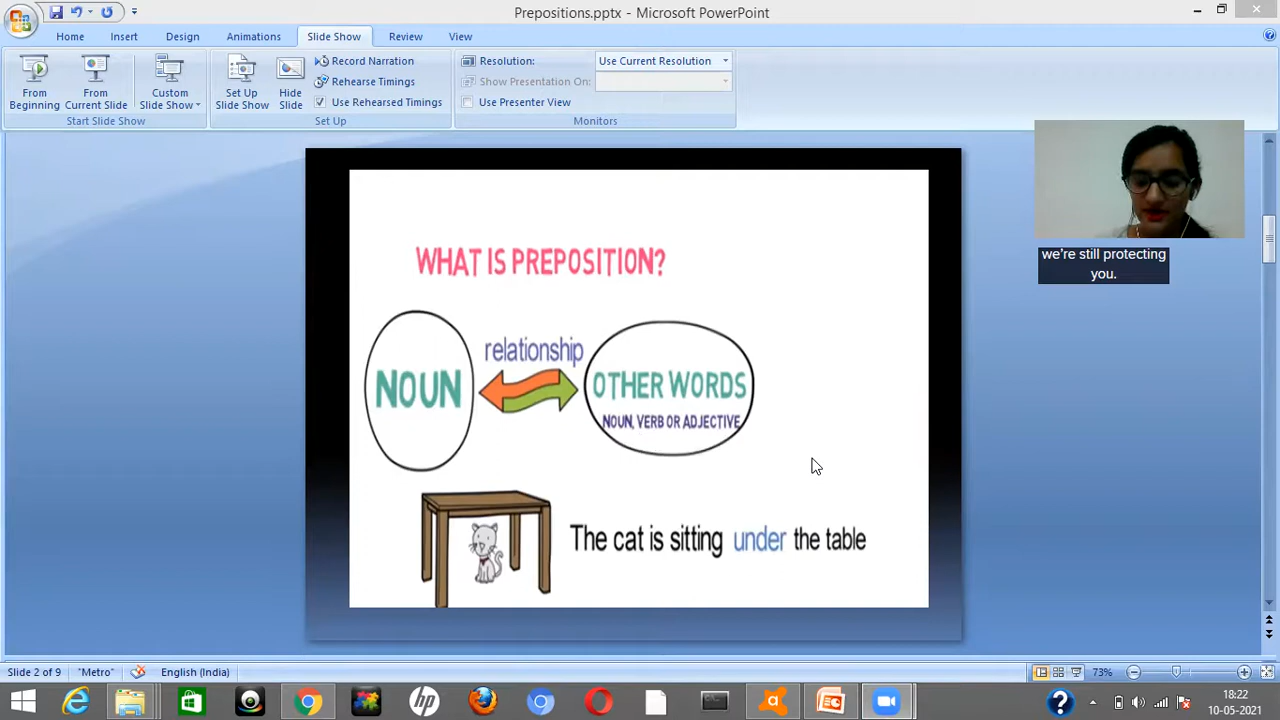 Prepositions.pptx - Microsoft PowerPoint
Home Insert Design Animations Slide Show Review View
From Beginning
From Current Slide
Custom Slide Show
Start Slide Show
Set Up Slide Show
Hide Slide
Record Narration
Rehearse Timings
Use Rehearsed Timings
Set Up
Resolution: Use Current Resolution
Show Presentation On:
Use Presenter View
Monitors
we're still protecting
you.
WHAT IS PREPOSITION?
NOUN
relationship
OTHER WORDS
NOUN, VERB OR ADJECTIVE
The cat is sitting under the table
Slide 2 of 9 "Metro" English (India) 73%
hp
18:22
10-05-2021